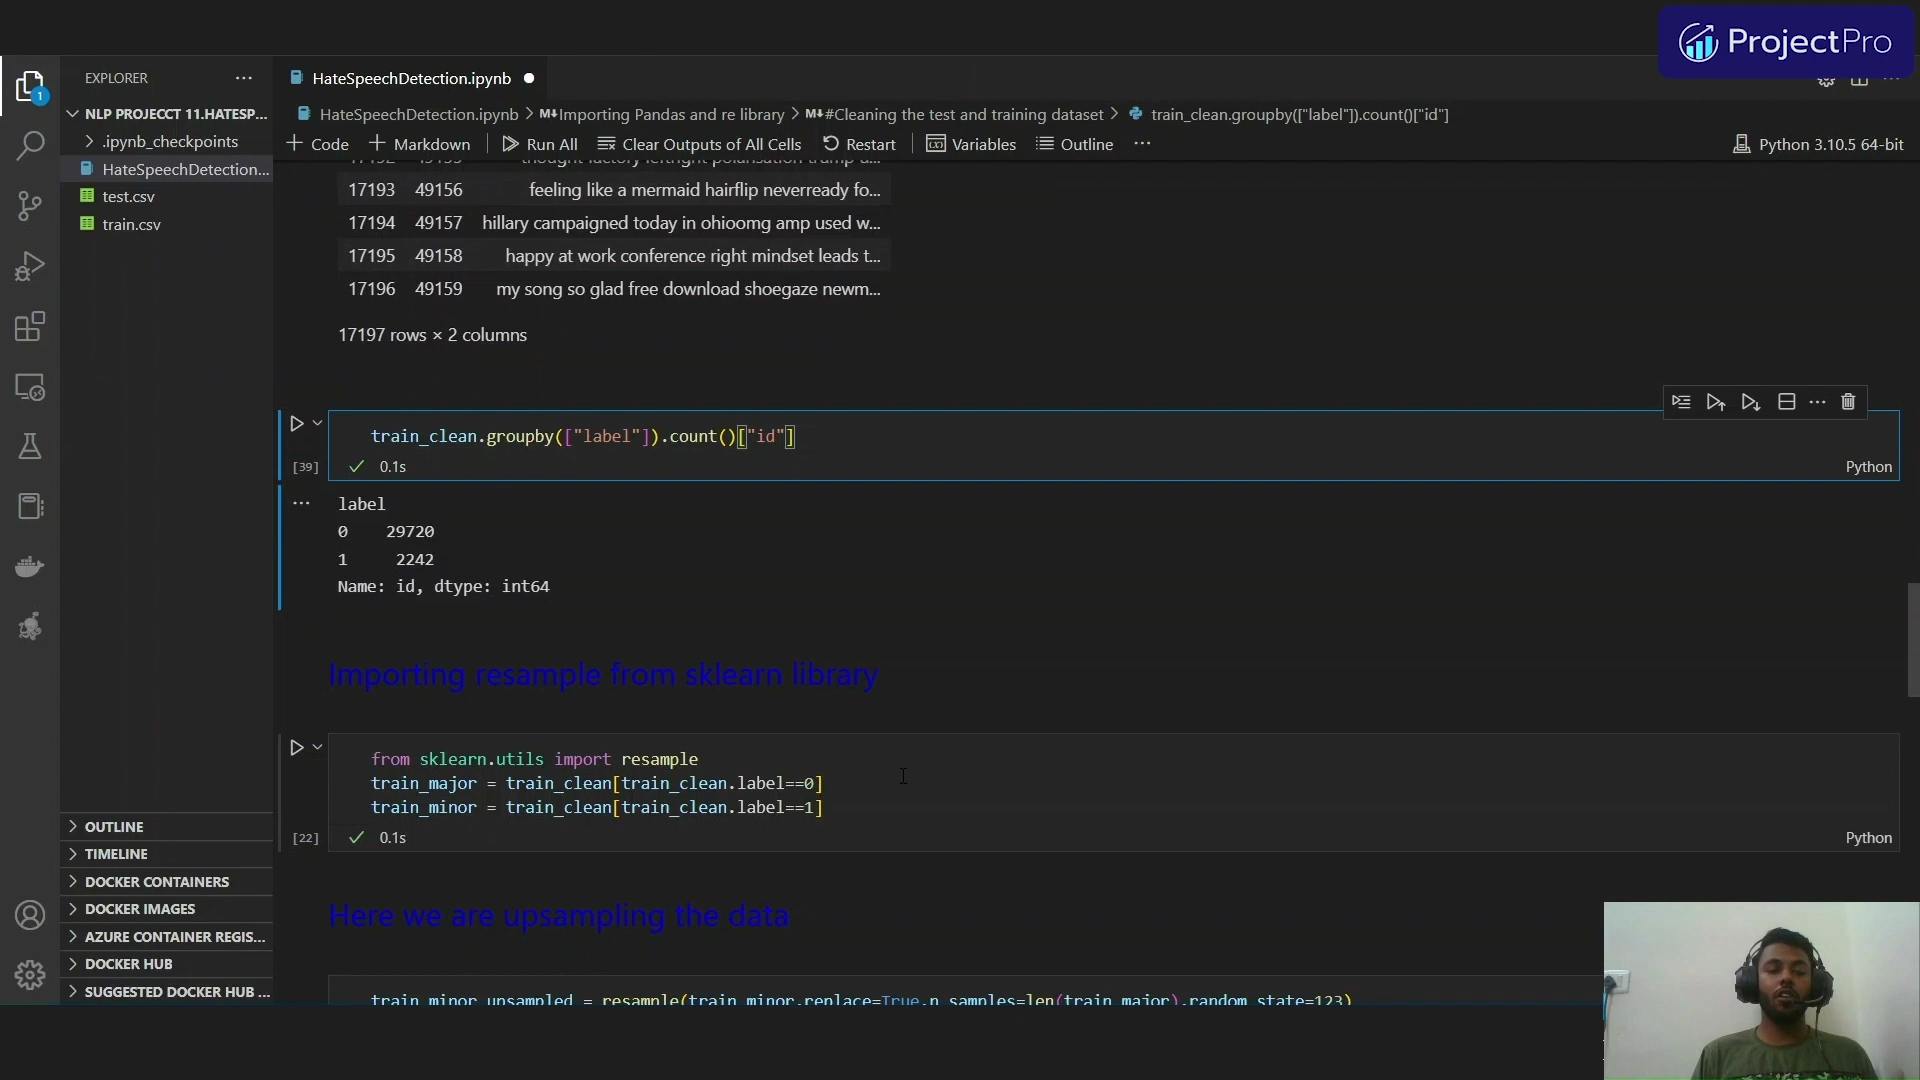 ProjectPro
EXPLORER
HateSpeechDetection.ipynb
NLP PROJECCT 11.HATESP...
HateSpeechDetection.ipynb > M↓Importing Pandas and re library > M↓#Cleaning the test and training dataset > train_clean.groupby(["label"]).count()["id"]
.ipynb_checkpoints
+ Code + Markdown Run All Clear Outputs of All Cells Restart Variables Outline ... Python 3.10.5 64-bit
HateSpeechDetection...
test.csv
train.csv
1
thought factory leftright polarisation trump a...
17193 49156 feeling like a mermaid hairflip neverready fo...
17194 49157 hillary campaigned today in ohioomg amp used w...
17195 49158 happy at work conference right mindset leads t...
17196 49159 my song so glad free download shoegaze newm...
17197 rows × 2 columns
train_clean.groupby(["label"]).count()["id"]
[39] 0.1s Python
label
0 29720
1 2242
Name: id, dtype: int64
Importing resample from sklearn library
from sklearn.utils import resample
train_major = train_clean[train_clean.label==0]
train_minor = train_clean[train_clean.label==1]
[22] 0.1s Python
Here we are upsampling the data
train_minor_upsampled = resample(train_minor,replace=True,n_samples=len(train_major),random_state=123)
OUTLINE
TIMELINE
DOCKER CONTAINERS
DOCKER IMAGES
AZURE CONTAINER REGIS...
DOCKER HUB
SUGGESTED DOCKER HUB ...